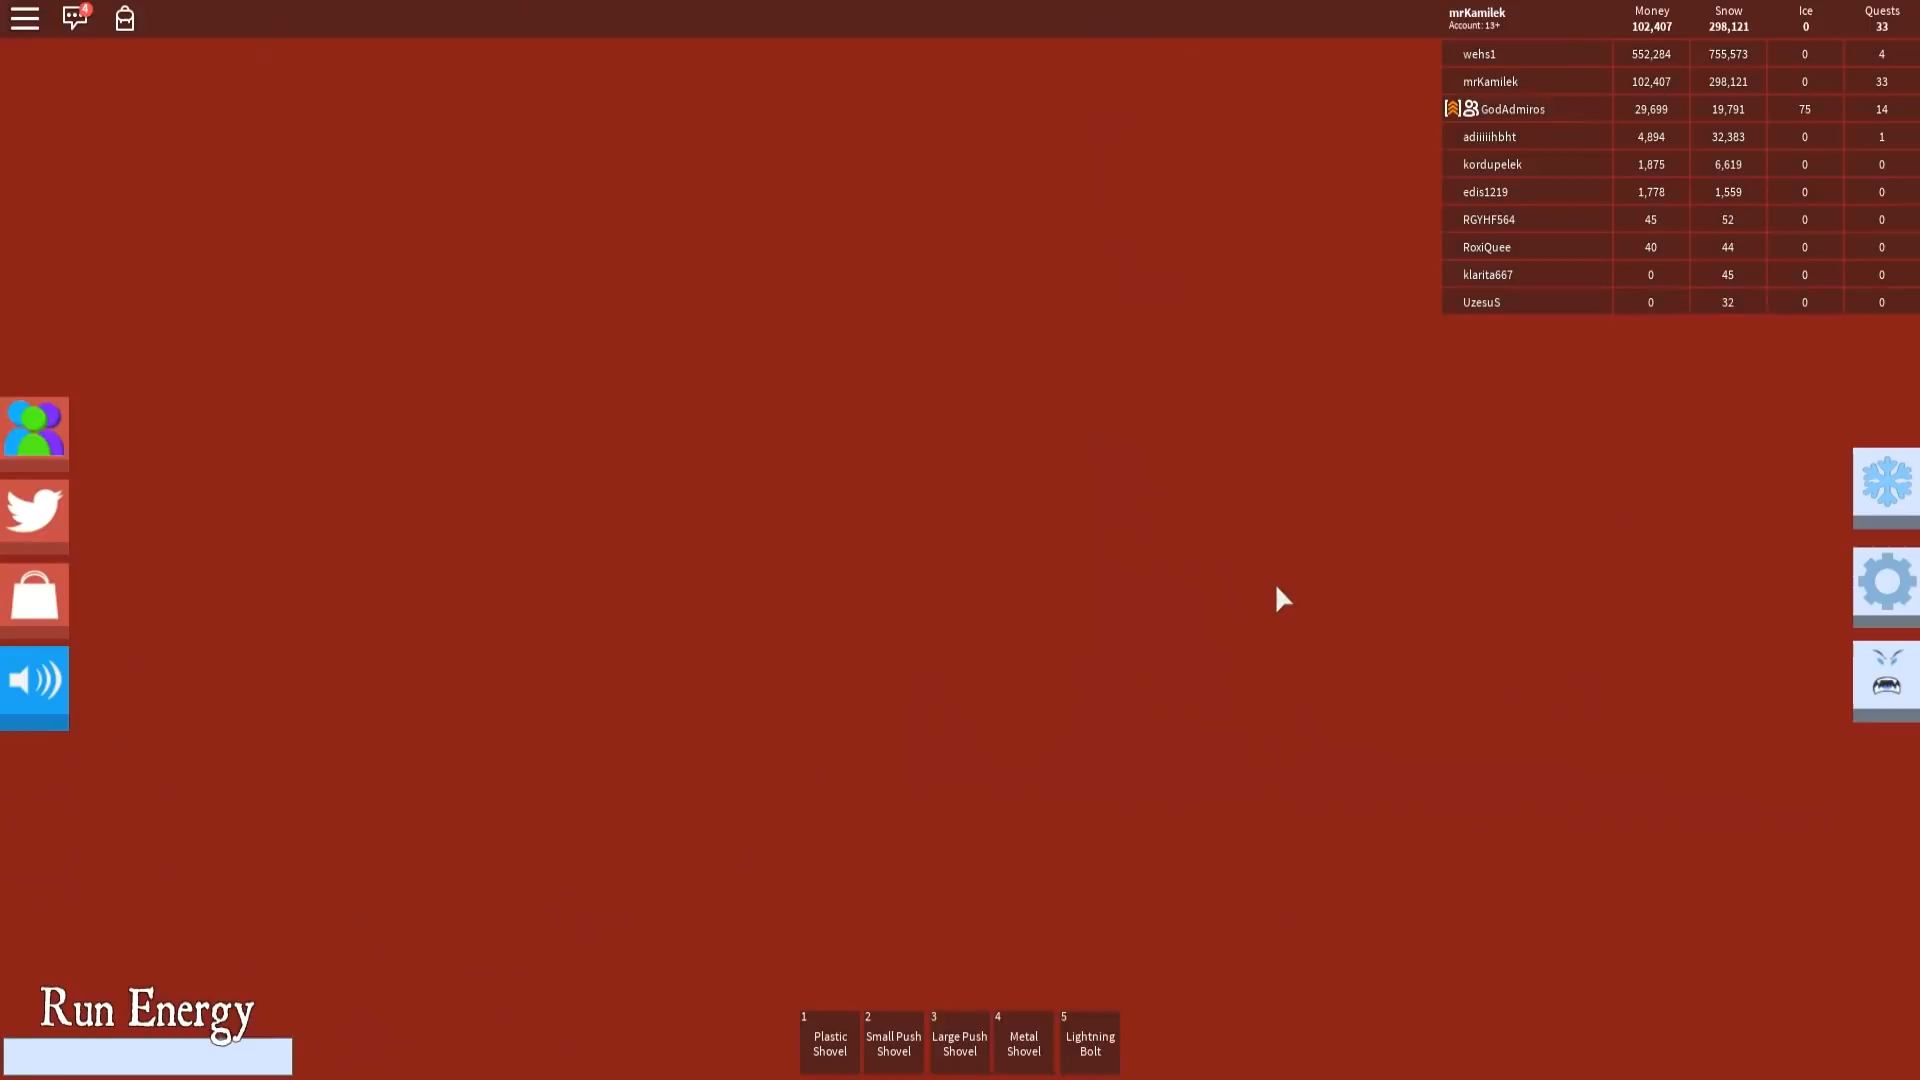 4
mrKamilek
Account: 13+
Money Snow Ice Quests
102,407 298,121 0 33
wehs1 552,284 755,573 0 4
mrKamilek 102,407 298,121 0 33
GodAdmiros 29,699 19,791 75 14
adiiiiihbht 4,894 32,383 0 1
kordupelek 1,875 6,619 0 0
edis1219 1,778 1,559 0 0
RGYHF564 45 52 0 0
RoxiQuee 40 44 0 0
klarita667 0 45 0 0
UzesuS 0 32 0 0
Run Energy
1 2 3 4 5
Plastic Small Push Large Push Metal Lightning
Shovel Shovel Shovel Shovel Bolt